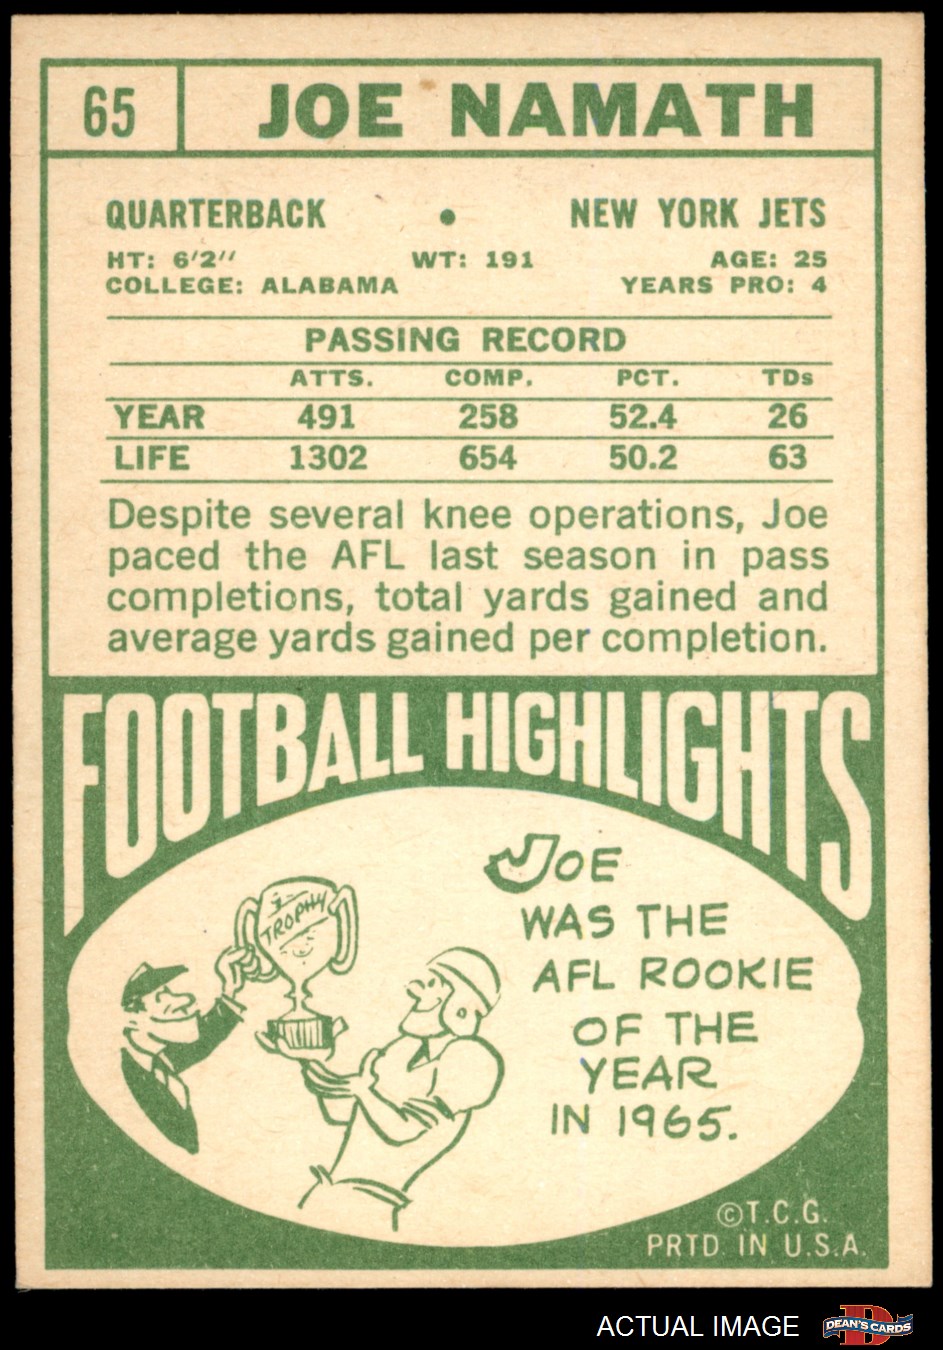 65
JOE NAMATH
QUARTERBACK • NEW YORK JETS
HT: 6'2" WT: 191 AGE: 25
COLLEGE: ALABAMA YEARS PRO: 4
PASSING RECORD
ATTS. COMP. PCT. TDs
YEAR 491 258 52.4 26
LIFE 1302 654 50.2 63
Despite several knee operations, Joe
paced the AFL last season in pass
completions, total yards gained and
average yards gained per completion.
FOOTBALL HIGHLIGHTS
TROPHY
JOE
WAS THE
AFL ROOKIE
OF THE
YEAR
IN 1965.
©T.C.G.
PRTD. IN U.S.A.
ACTUAL IMAGE
DEAN'S CARDS